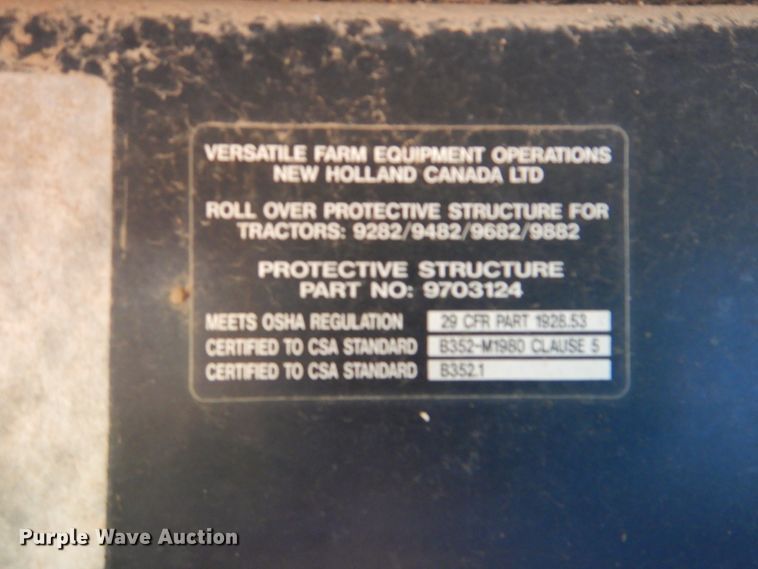 VERSATILE FARM EQUIPMENT OPERATIONS
NEW HOLLAND CANADA LTD
ROLL OVER PROTECTIVE STRUCTURE FOR
TRACTORS: 9282/9482/9682/9882
PROTECTIVE STRUCTURE
PART NO: 9703124
MEETS OSHA REGULATION 29 CFR PART 1928.53
CERTIFIED TO CSA STANDARD B352-M1980 CLAUSE 5
CERTIFIED TO CSA STANDARD B352.1
Purple Wave Auction